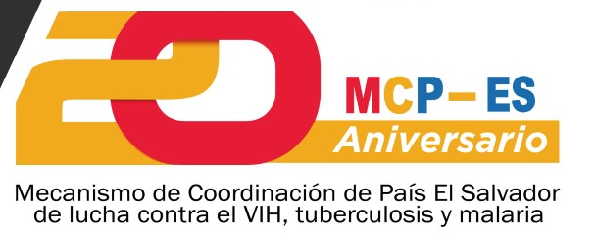 20
MCP-ES
Aniversario
Mecanismo de Coordinación de País El Salvador
de lucha contra el VIH, tuberculosis y malaria